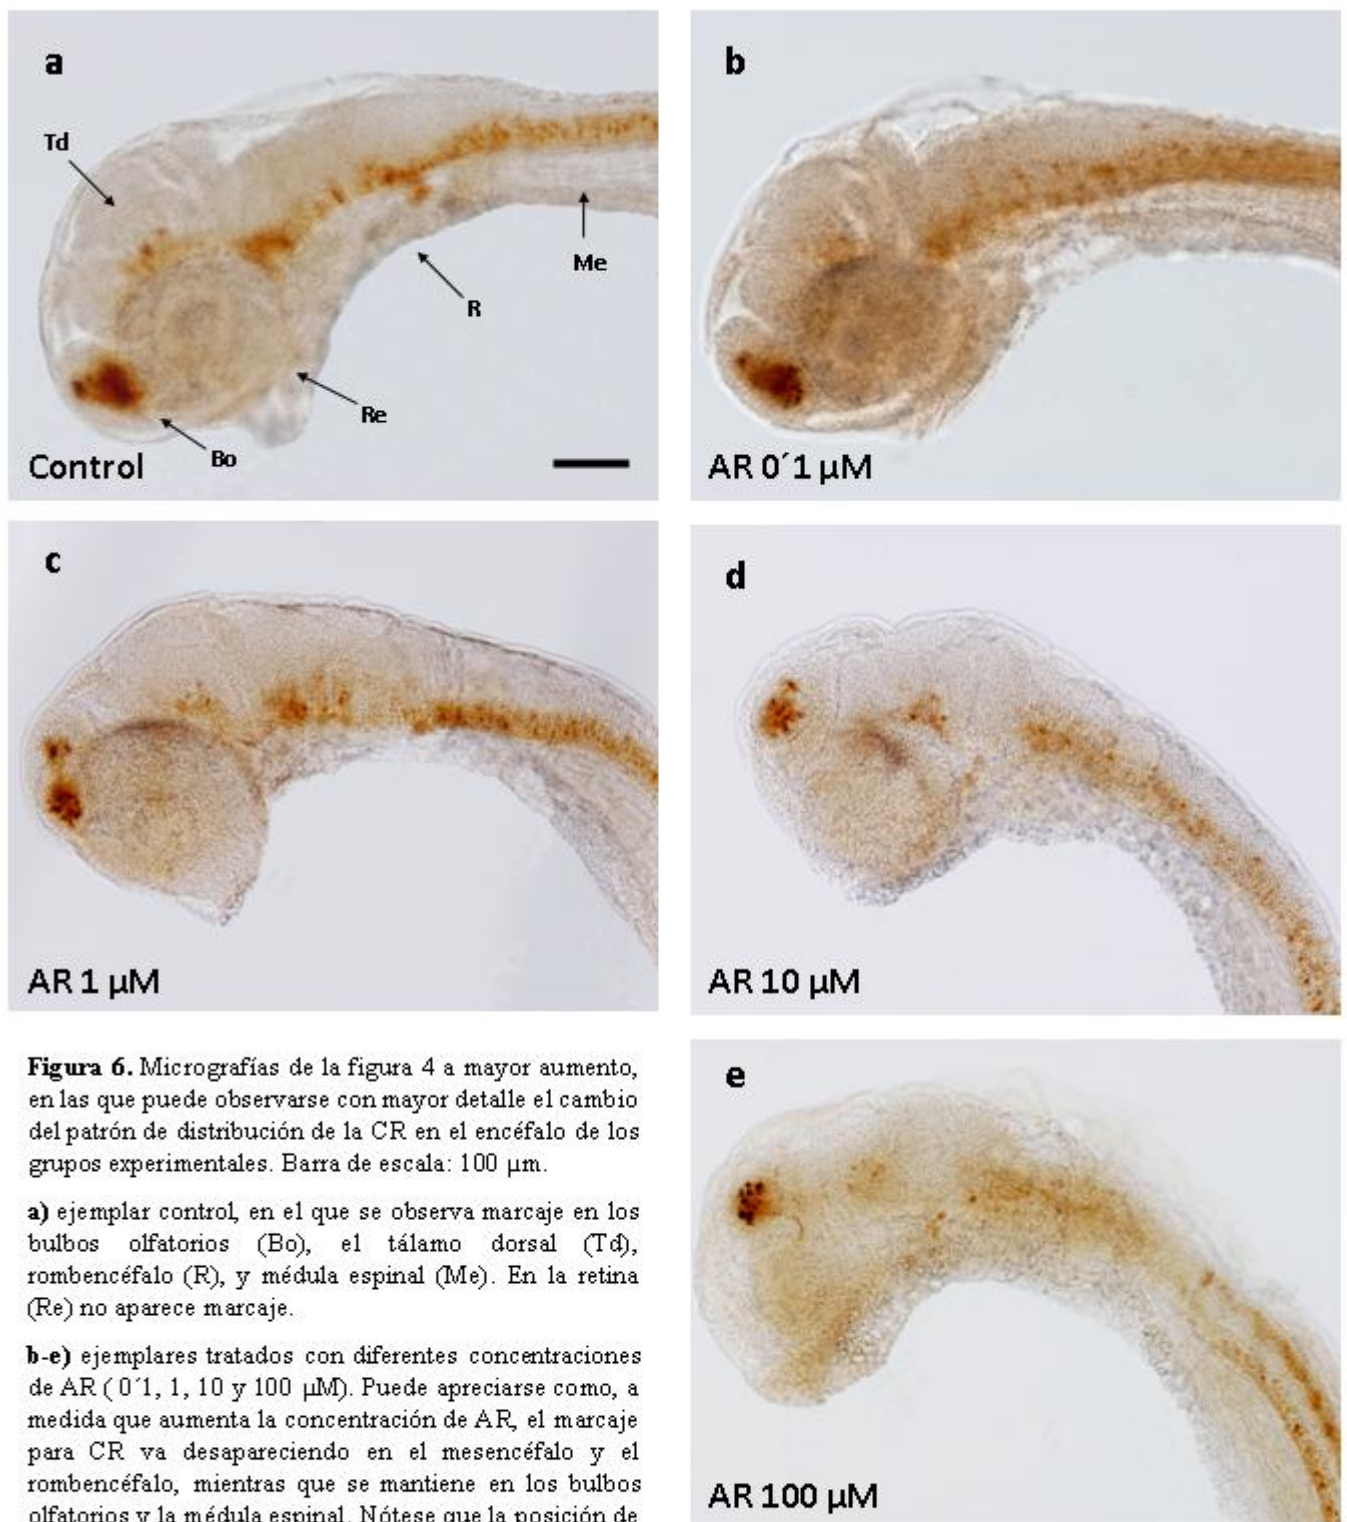 a
Td
Me
R
Re
Bo
Control
b
AR 0´1 µM
c
AR 1 µM
d
AR 10 µM
Figura 6. Micrografías de la figura 4 a mayor aumento,
en las que puede observarse con mayor detalle el cambio
del patrón de distribución de la CR en el encéfalo de los
grupos experimentales. Barra de escala: 100 µm.
a) ejemplar control, en el que se observa marcaje en los
bulbos olfatorios (Bo), el tálamo dorsal (Td),
rombencéfalo (R), y médula espinal (Me). En la retina
(Re) no aparece marcaje.
b-e) ejemplares tratados con diferentes concentraciones
de AR ( 0´1, 1, 10 y 100 µM). Puede apreciarse como, a
medida que aumenta la concentración de AR, el marcaje
para CR va desapareciendo en el mesencéfalo y el
rombencéfalo, mientras que se mantiene en los bulbos
olfatorios y la médula espinal. Nótese que la posición de
e
AR 100 µM